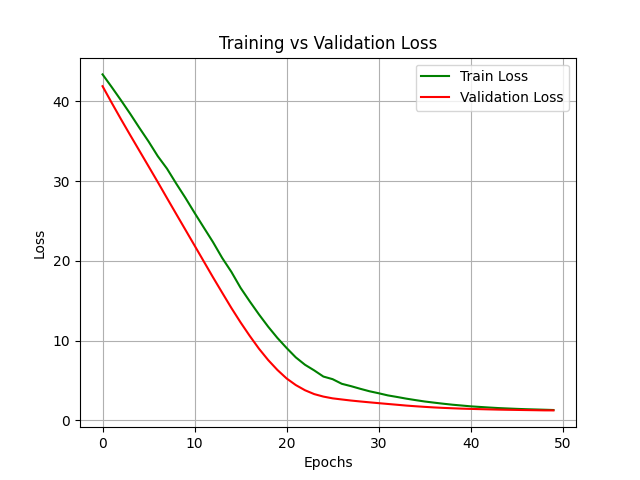 Training vs Validation Loss
Train Loss
Validation Loss
Loss
40
30
20
10
0
0 10 20 30 40 50
Epochs